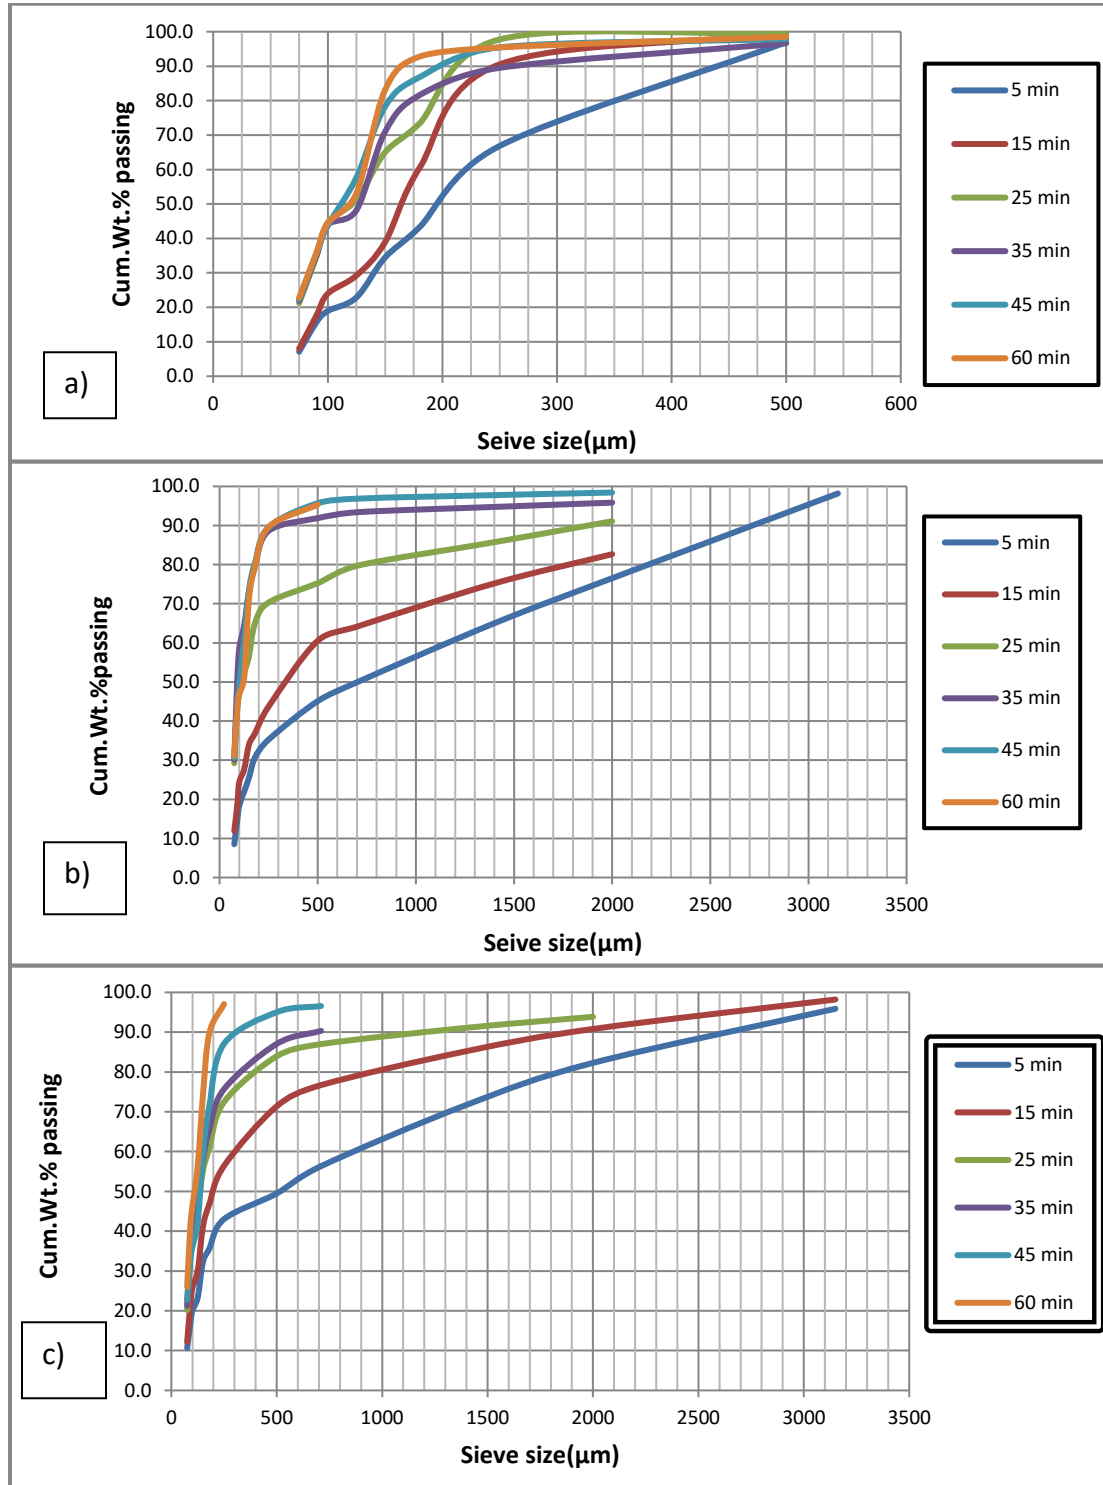 100.0
90.0
80.0
70.0
60.0
50.0
40.0
30.0
20.0
10.0
0.0
Cum.Wt.% passing
0 100 200 300 400 500 600
Seive size(µm)
a)
5 min
15 min
25 min
35 min
45 min
60 min
100.0
90.0
80.0
70.0
60.0
50.0
40.0
30.0
20.0
10.0
0.0
Cum.Wt.%passing
0 500 1000 1500 2000 2500 3000 3500
Seive size(µm)
b)
5 min
15 min
25 min
35 min
45 min
60 min
100.0
90.0
80.0
70.0
60.0
50.0
40.0
30.0
20.0
10.0
0.0
Cum.Wt.% passing
0 500 1000 1500 2000 2500 3000 3500
Sieve size(µm)
c)
5 min
15 min
25 min
35 min
45 min
60 min